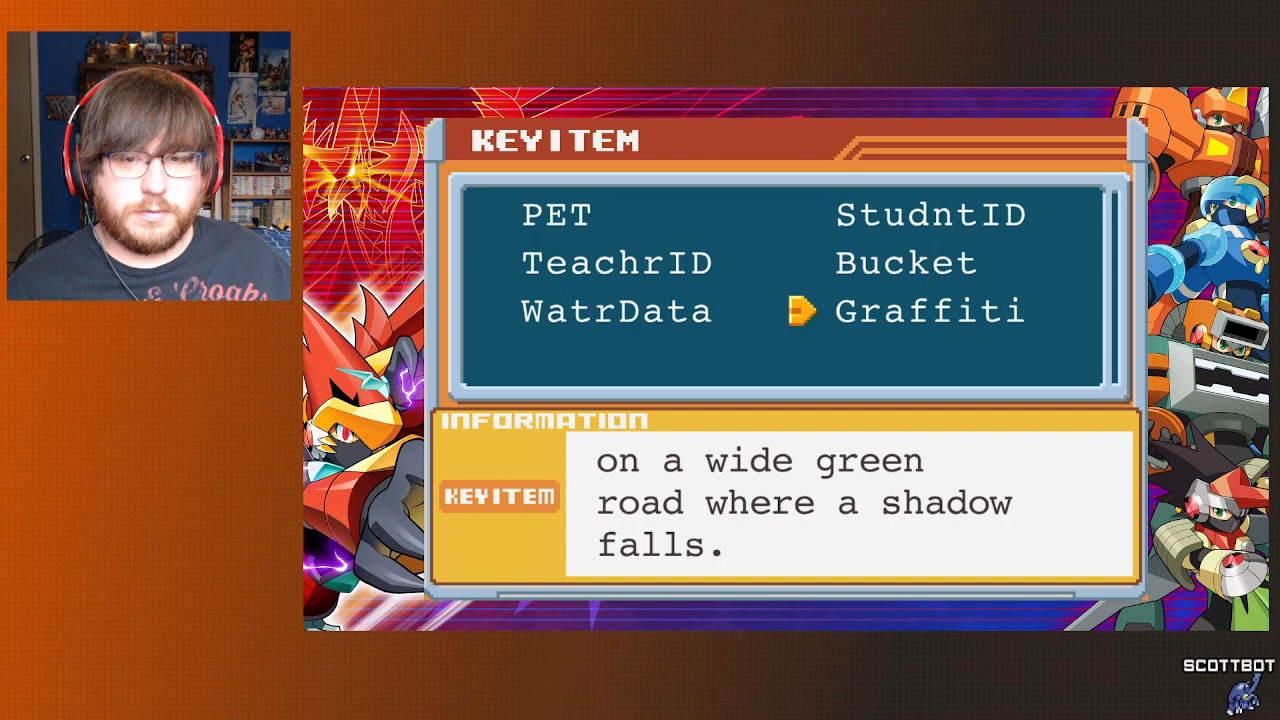 KEYITEM
PET StudntID
TeachrID Bucket
WatrData Graffiti
INFORMATION
KEYITEM
on a wide green
road where a shadow
falls.
SCOTTBOT